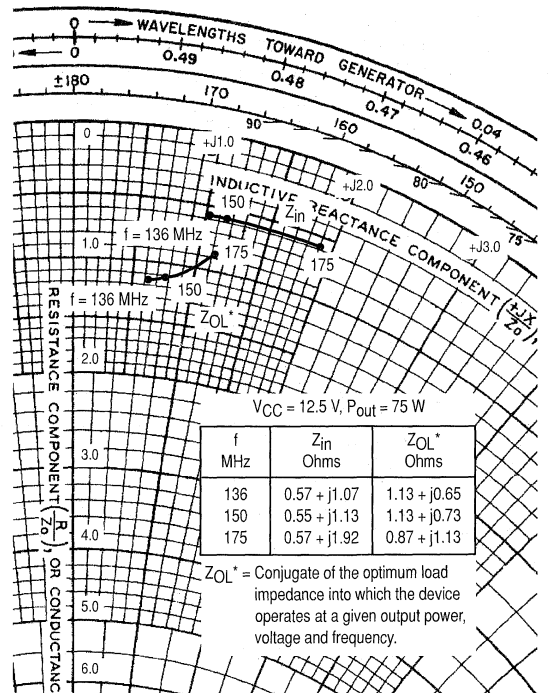 0 → WAVELENGTHS TOWARD GENERATOR → 0.04
0 0.49 0.48 0.47 0.46
±180 170 160 150
90 80 75
0 +J1.0 +J2.0 +J3.0
INDUCTIVE REACTANCE COMPONENT (+jX/Zo),
150 Zin
f = 136 MHz 175 175
1.0
f = 136 MHz 150
ZOL*
RESISTANCE COMPONENT (R/Zo), OR CONDUCTANC
2.0
3.0
4.0
5.0
6.0
VCC = 12.5 V, Pout = 75 W
f Zin ZOL*
MHz Ohms Ohms
136 0.57 + j1.07 1.13 + j0.65
150 0.55 + j1.13 1.13 + j0.73
175 0.57 + j1.92 0.87 + j1.13
ZOL* = Conjugate of the optimum load
impedance into which the device
operates at a given output power,
voltage and frequency.